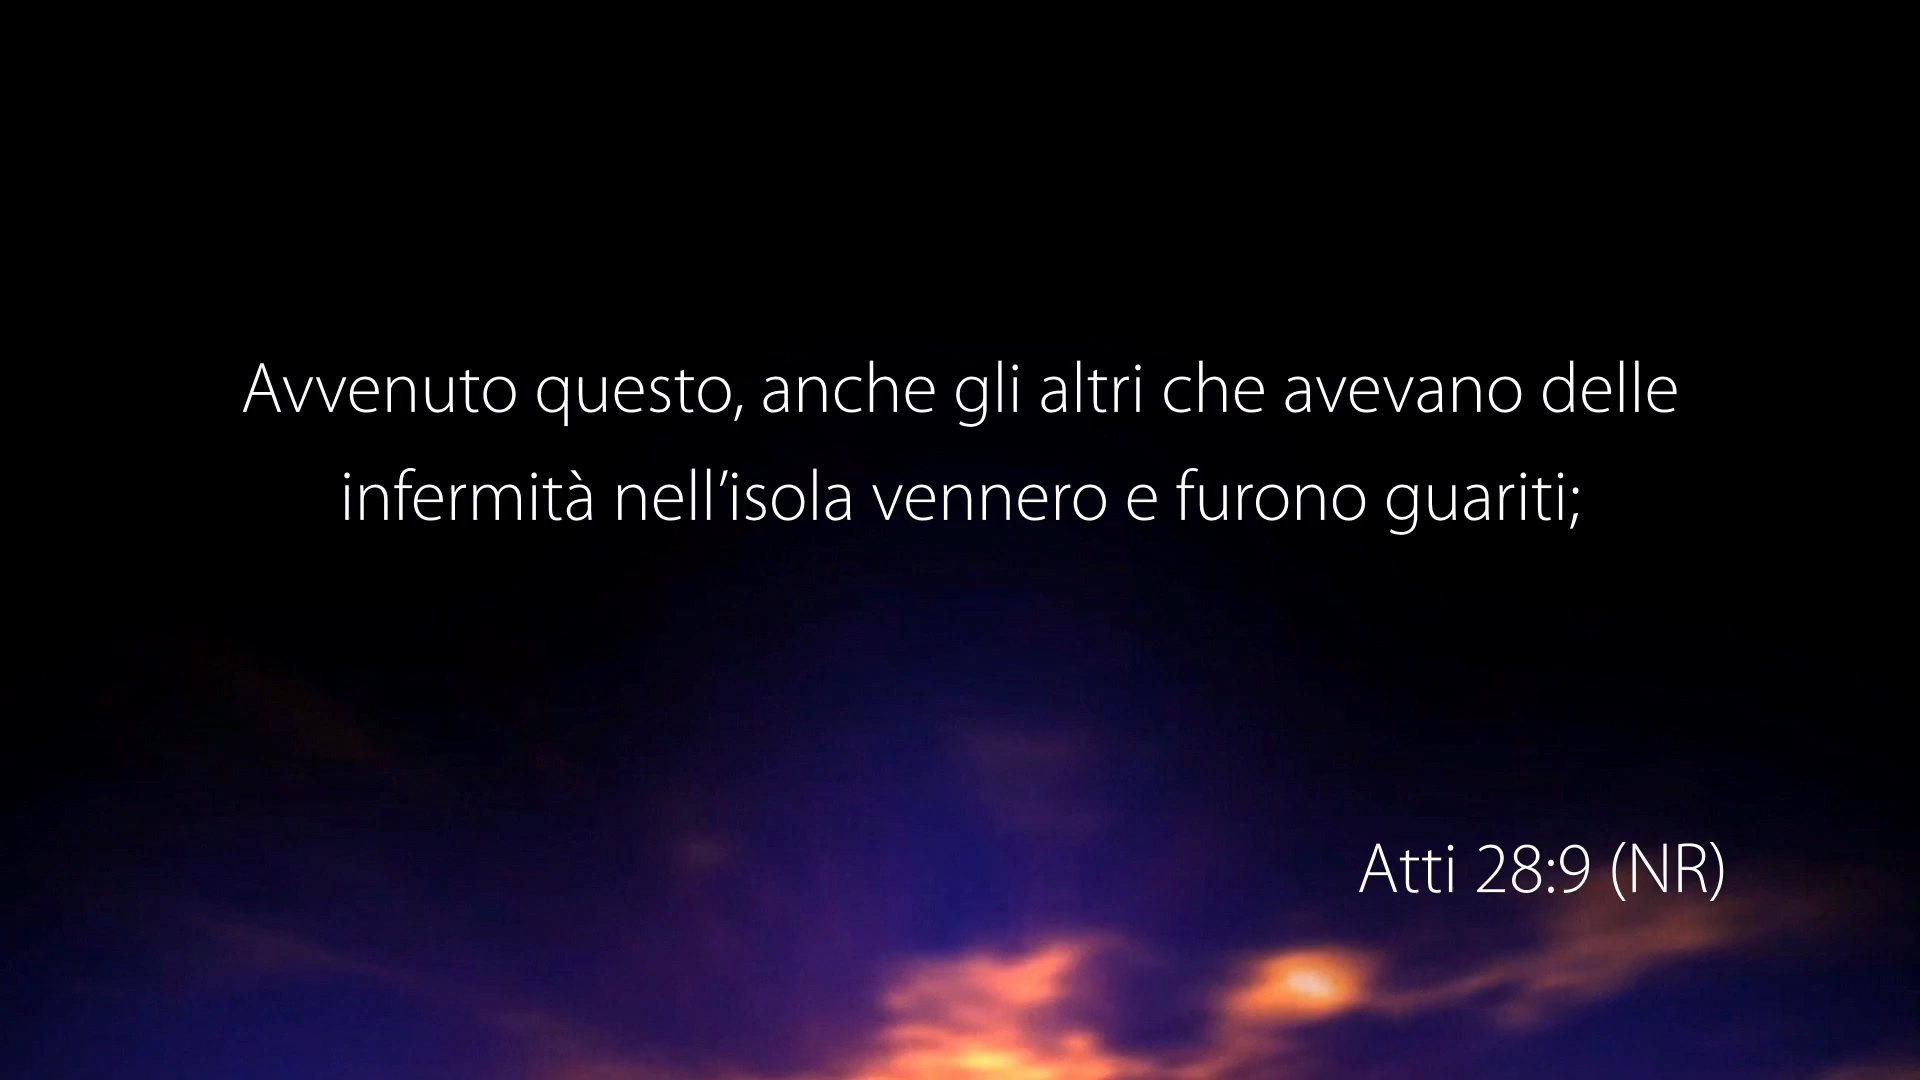 Avvenuto questo, anche gli altri che avevano delle
infermità nell’isola vennero e furono guariti;
Atti 28:9 (NR)